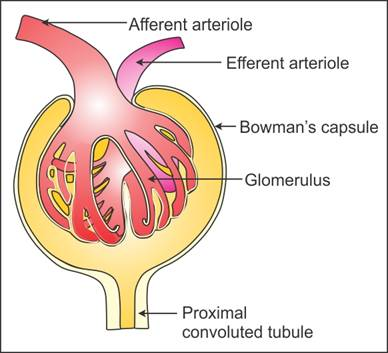 Afferent arteriole
Efferent arteriole
Bowman's capsule
Glomerulus
Proximal
convoluted tubule